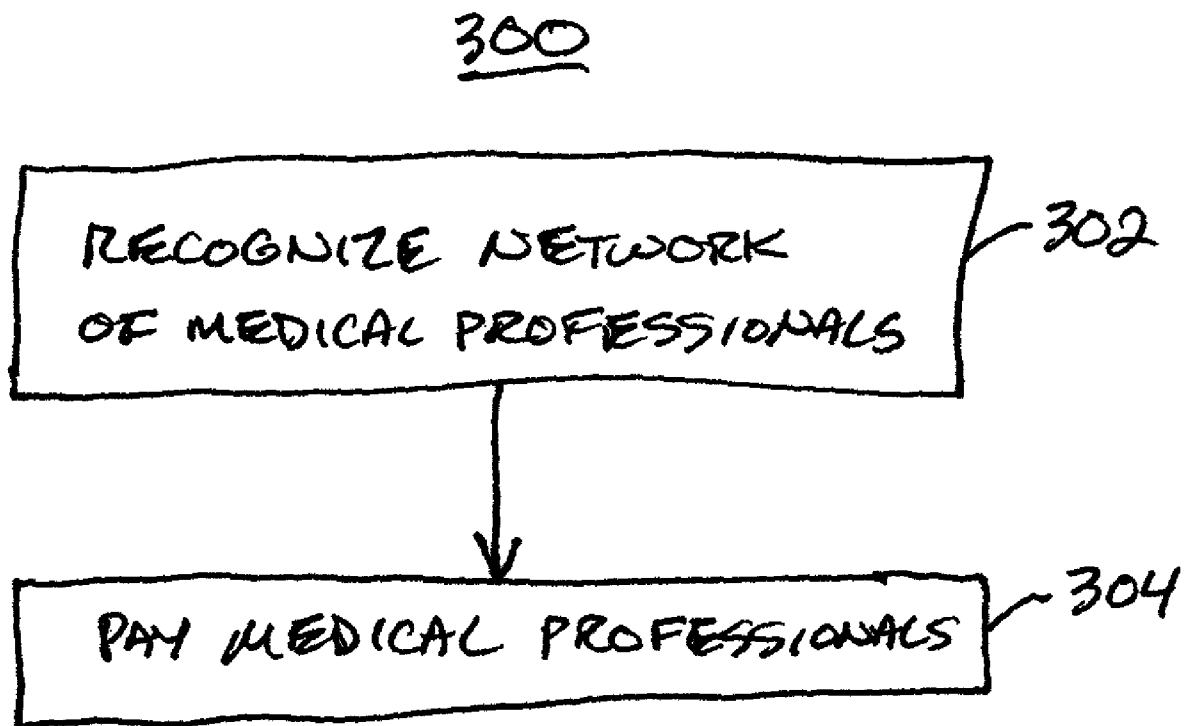 300
RECOGNIZE NETWORK
OF MEDICAL PROFESSIONALS
302
PAY MEDICAL PROFESSIONALS
304